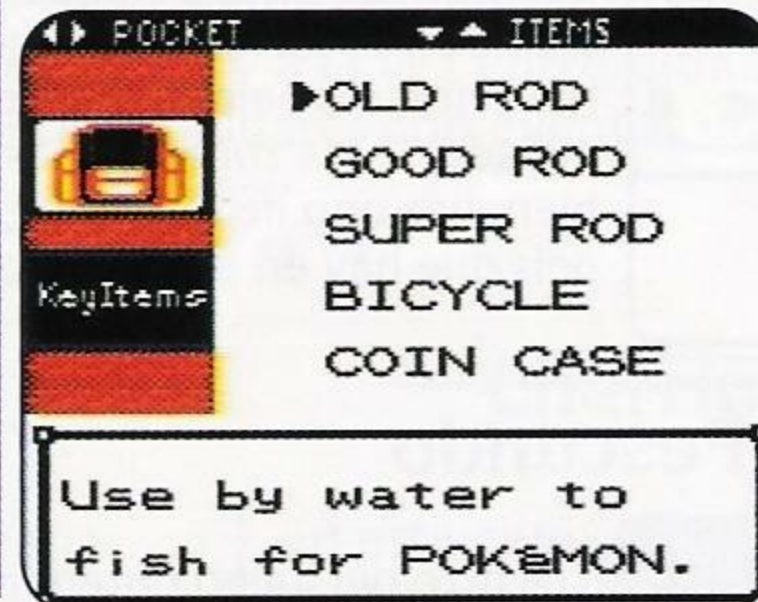 ◀▶ POCKET ▼▲ ITEMS
▶OLD ROD
GOOD ROD
SUPER ROD
BICYCLE
KeyItems
COIN CASE
Use by water to
fish for POKéMON.